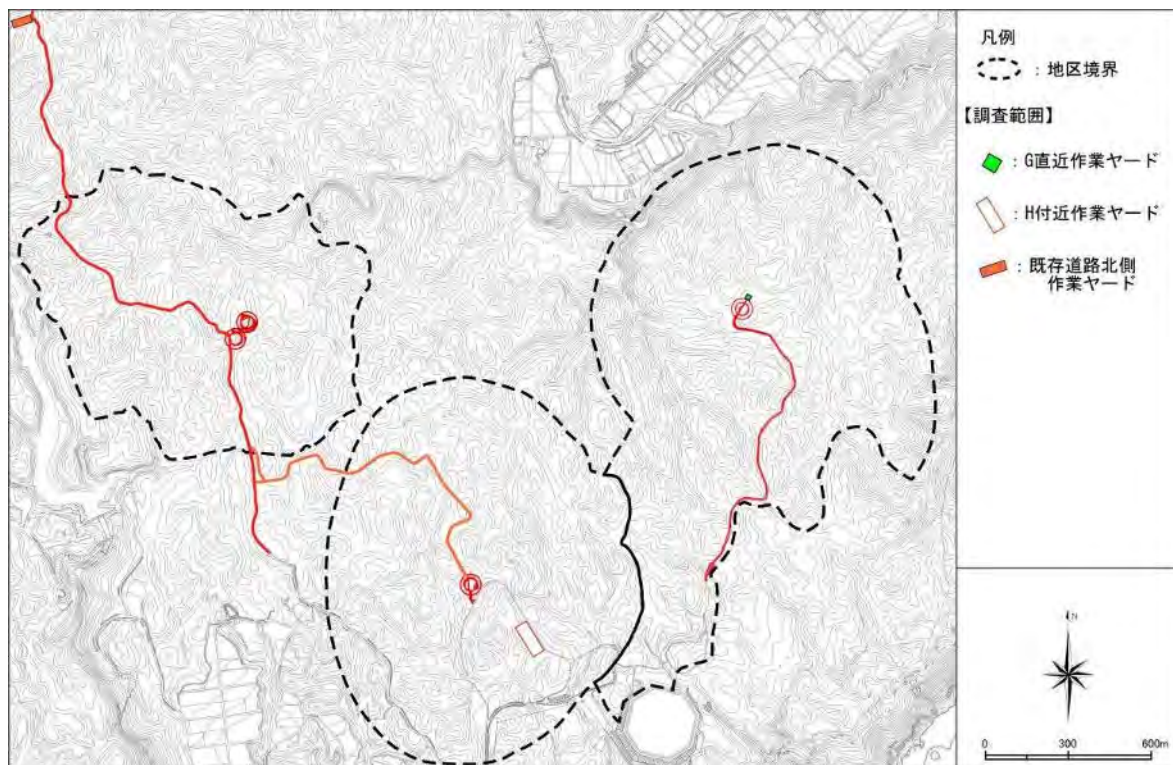 凡例
：地区境界
【調査範囲】
：G直近作業ヤード
：H付近作業ヤード
：既存道路北側
作業ヤード
N
0 300 600m